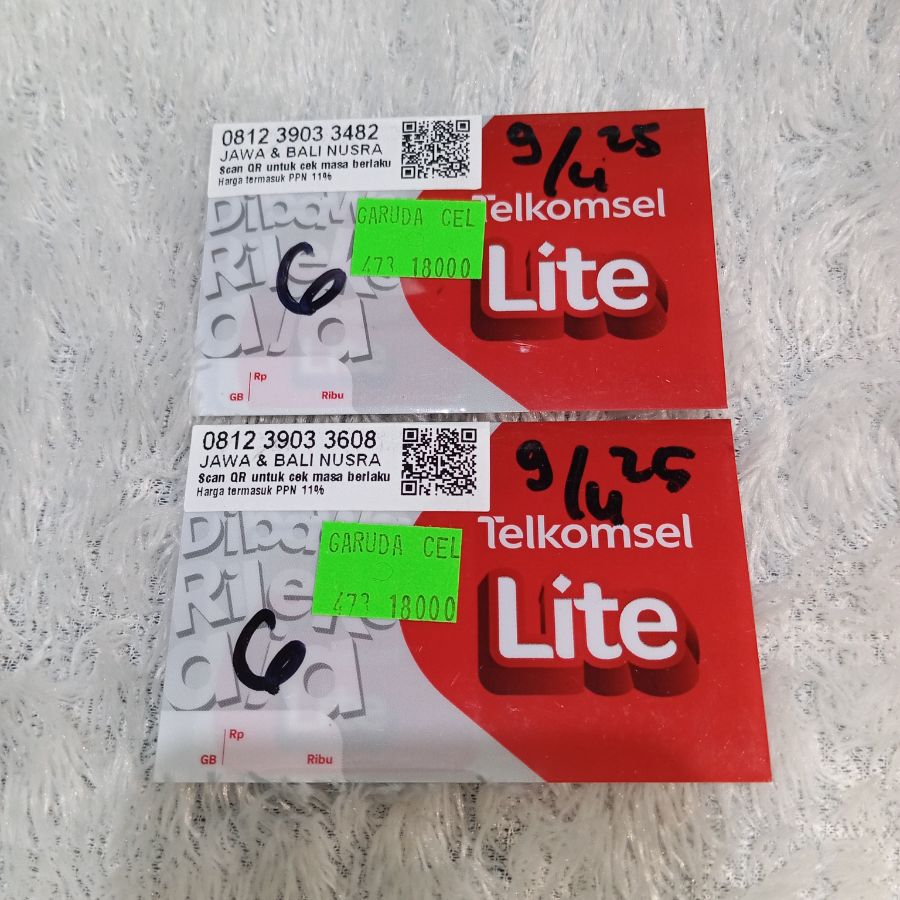 0812 3903 3482
JAWA & BALI NUSRA
Scan QR untuk cek masa berlaku
Harga termasuk PPN 11%
9/4 25
Telkomsel
Lite
GARUDA CEL
473 18000
6
GB
Rp
Ribu
0812 3903 3608
JAWA & BALI NUSRA
Scan QR untuk cek masa berlaku
Harga termasuk PPN 11%
9/4 25
Telkomsel
Lite
GARUDA CEL
473 18000
6
GB
Rp
Ribu